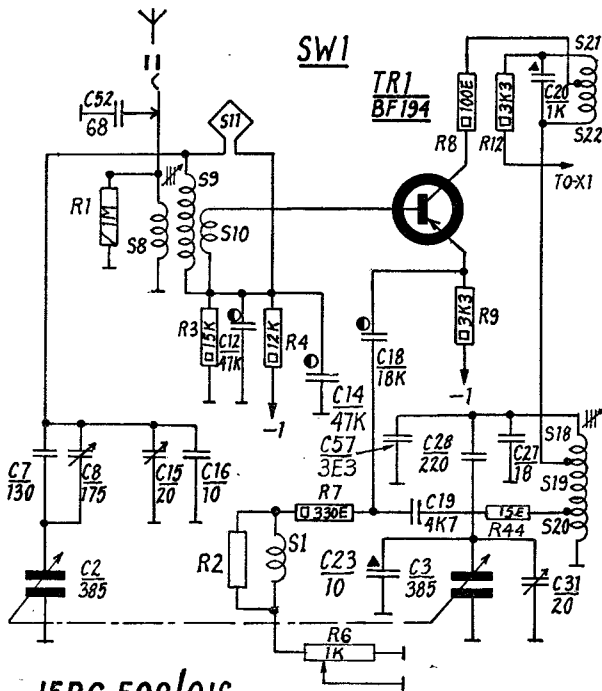 SW1
TR1
BF194
C52
68
S11
R8
100E
R12
3K3
C20
1K
S21
S22
TO-X1
R1
1M
S8
S9
S10
R3
15K
C12
47K
12K
R4
-1
C14
47K
C18
18K
3K3
R9
-1
C7
130
C8
175
C15
20
C16
10
C57
3E3
C28
220
C27
18
S18
S19
S20
R7
330E
C19
4K7
15E
R44
R2
S1
C23
10
C3
385
C31
20
C2
385
R6
1K